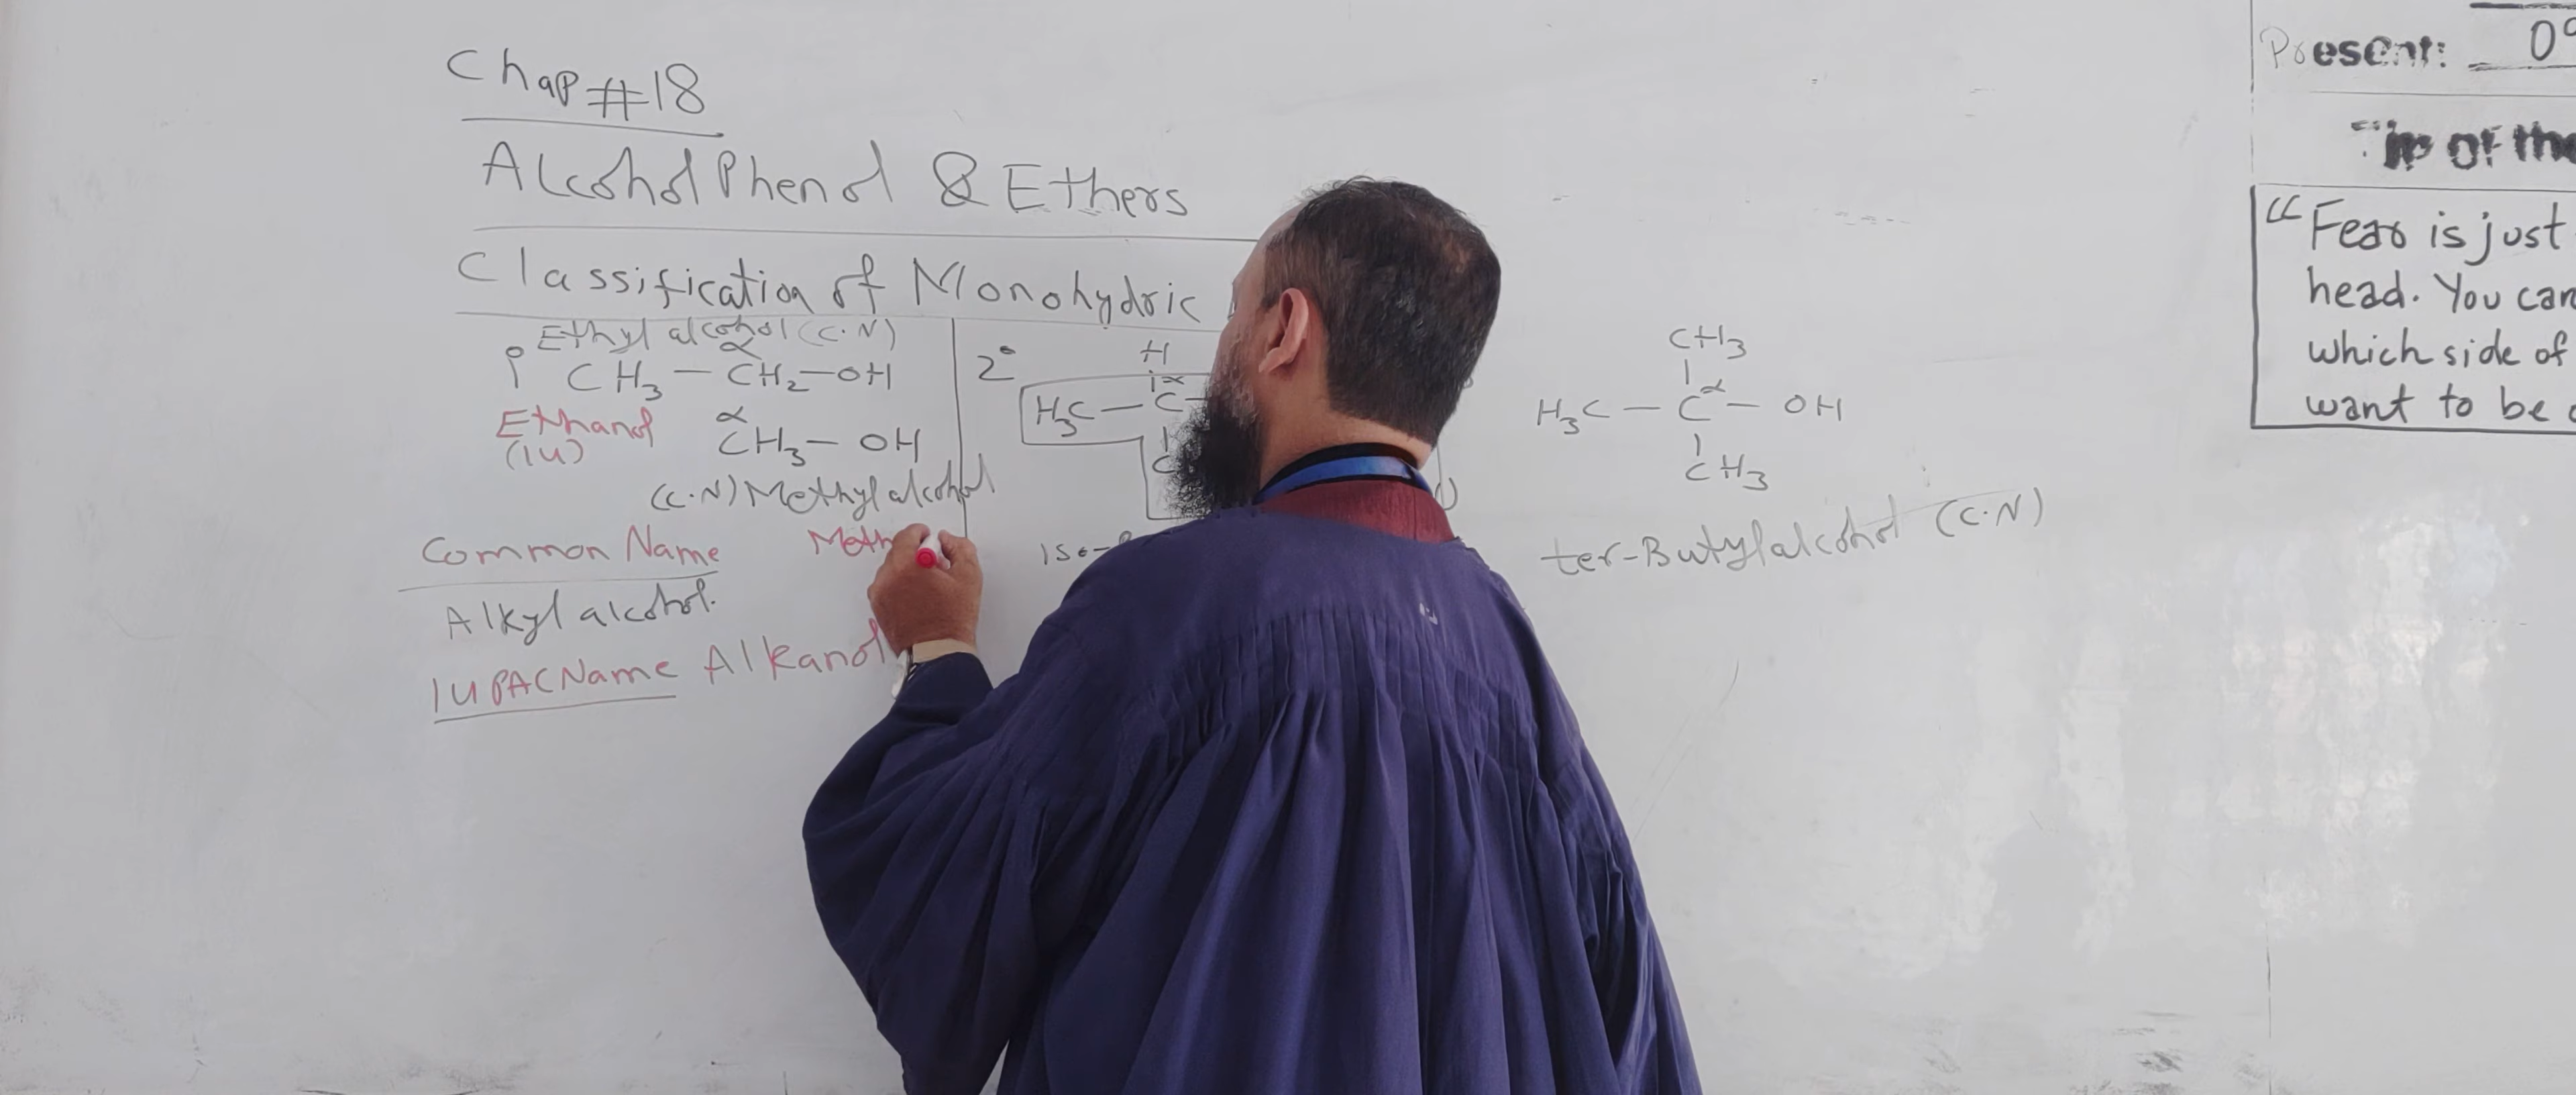 Chap #18
Alcohol Phenol & Ethers
Classification of Monohydric
Ethyl alcohol (C.N)
1° CH3 — CH2 — OH
α
Ethanol
(IU)
α
CH3 — OH
(C.N) Methyl alcohol
Meth
Common Name
Alkyl alcohol.
IUPAC Name Alkanol
2°
H
α
H3C — C —
Iso-
CH3
α
H3C — C — OH
CH3
ter-Butyl alcohol (C.N)
Present: 09
Tip of the
“Fear is just
head. You can
which side of
want to be